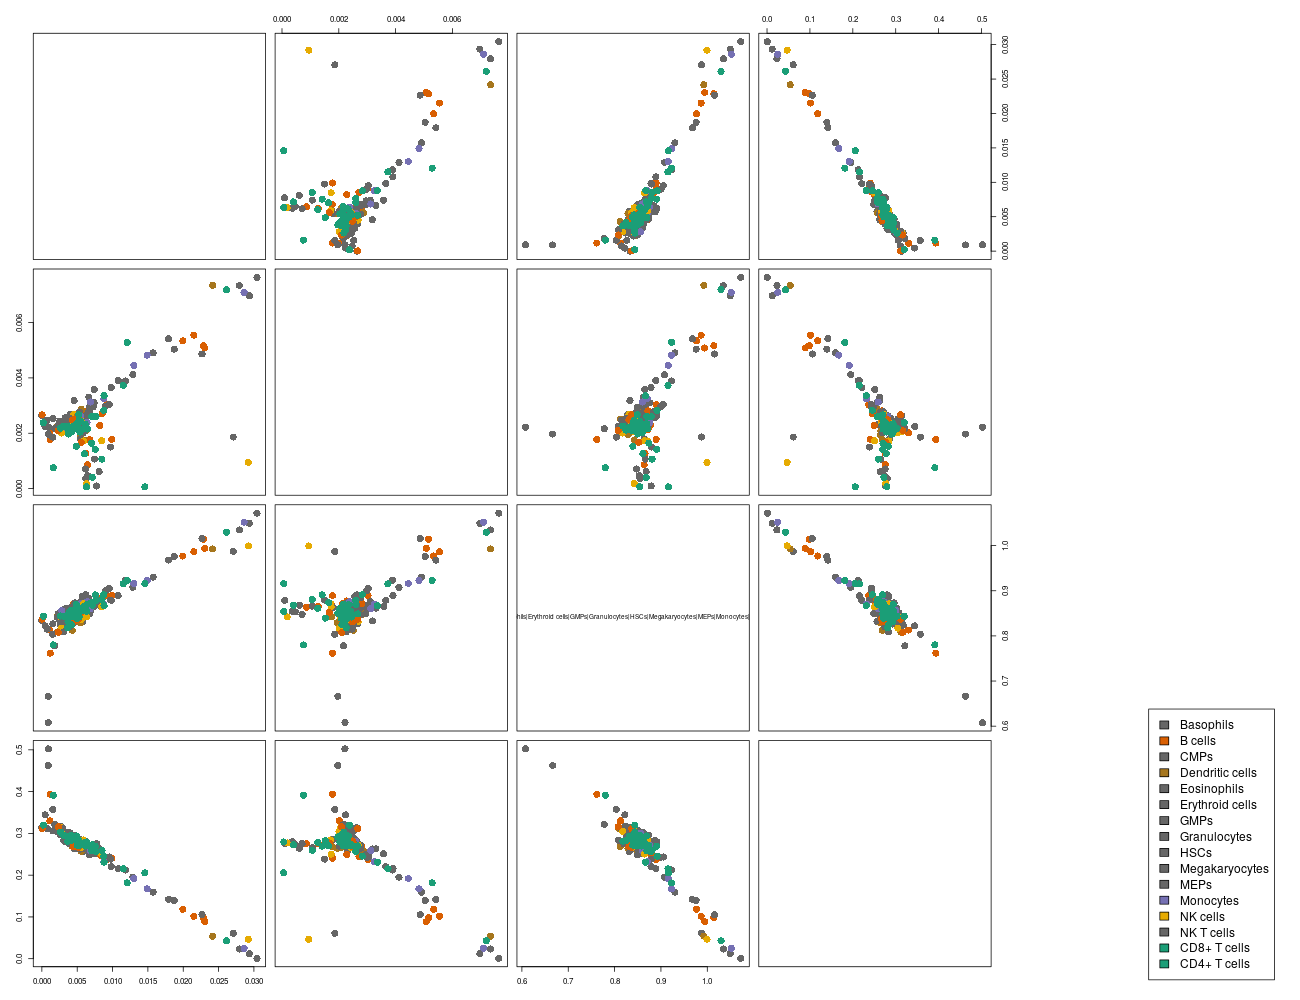 0.000 0.002 0.004 0.006
0.0 0.1 0.2 0.3 0.4 0.5
0.000 0.005 0.010 0.015 0.020 0.025 0.030
0.000 0.002 0.004 0.006
ils|Erythroid cells|GMPs|Granulocytes|HSCs|Megakaryocytes|MEPs|Monocytes|
0.6 0.7 0.8 0.9 1.0
0.0 0.1 0.2 0.3 0.4 0.5
0.000 0.005 0.010 0.015 0.020 0.025 0.030
0.6 0.7 0.8 0.9 1.0
Basophils
B cells
CMPs
Dendritic cells
Eosinophils
Erythroid cells
GMPs
Granulocytes
HSCs
Megakaryocytes
MEPs
Monocytes
NK cells
NK T cells
CD8+ T cells
CD4+ T cells